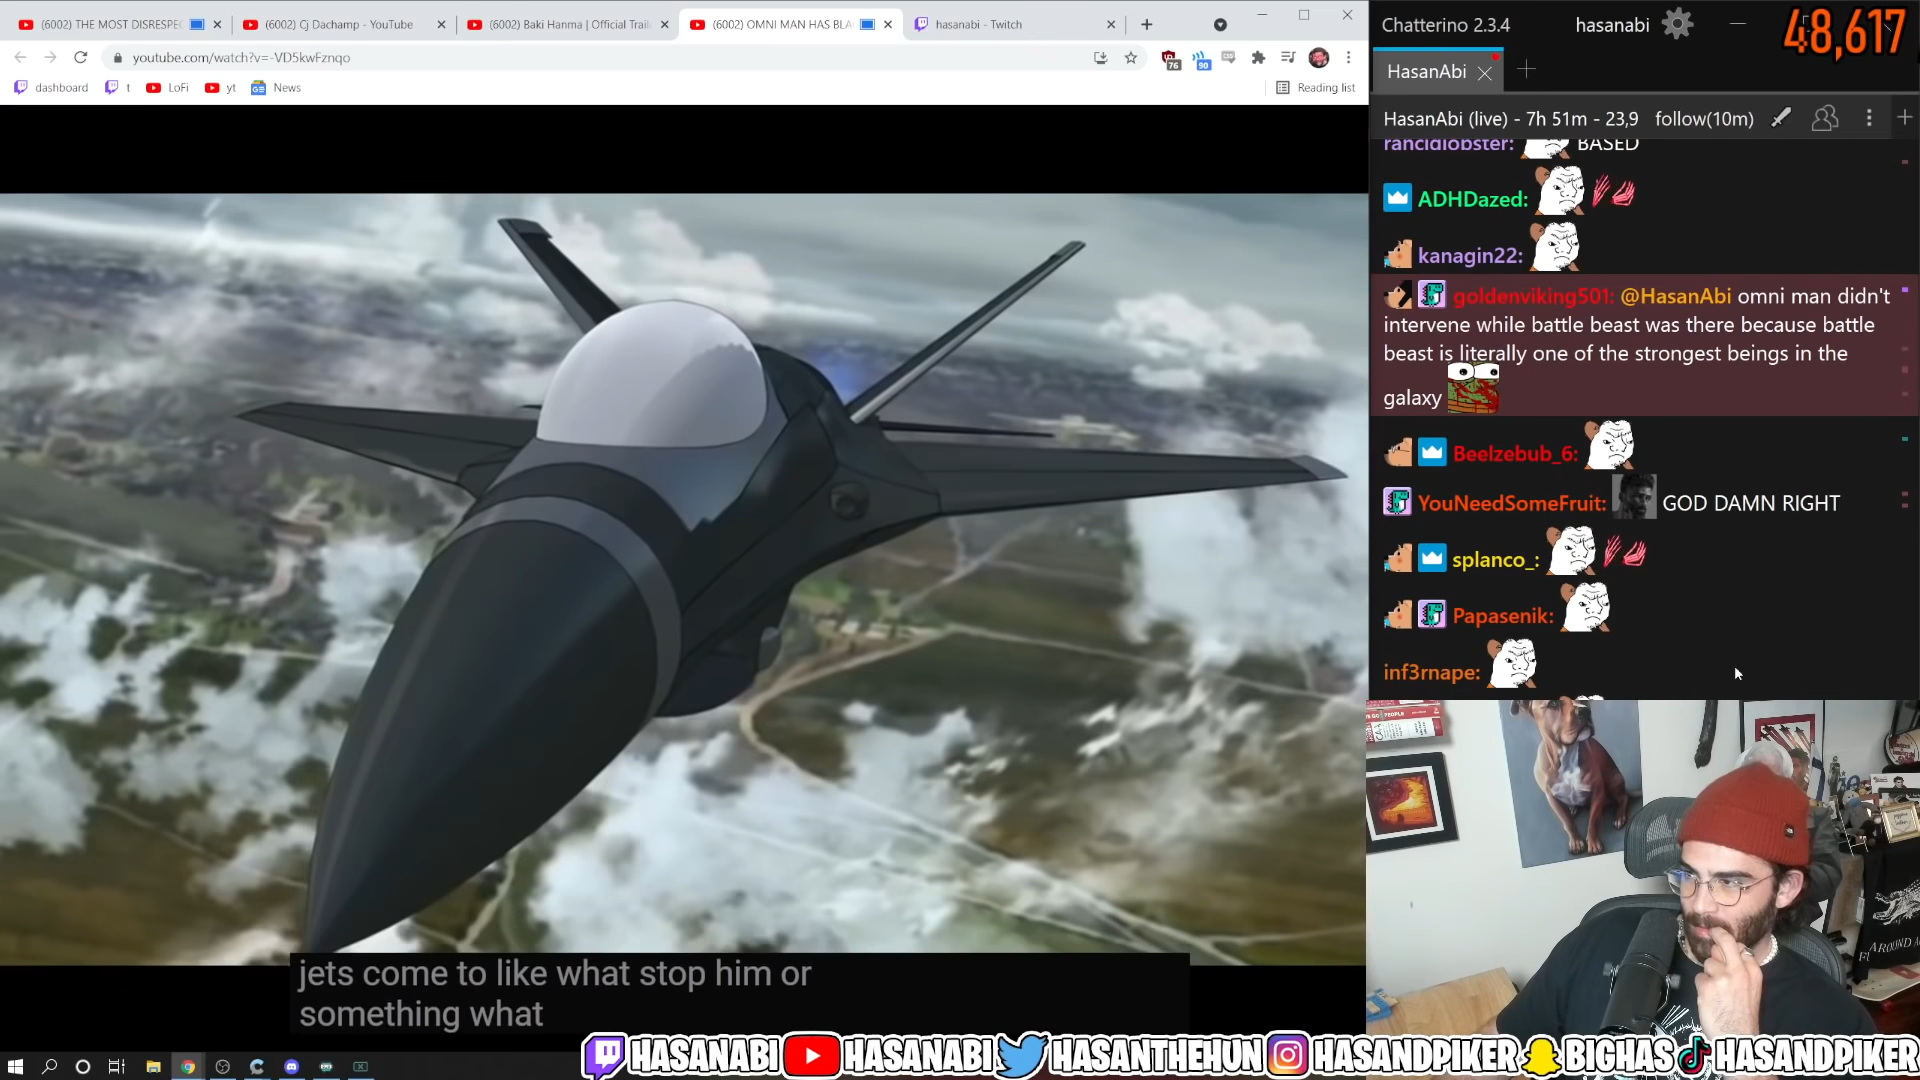 (6002) THE MOST DISRESPEC
(6002) Cj Dachamp - YouTube
(6002) Baki Hanma | Official Trail
(6002) OMNI MAN HAS BLA
hasanabi - Twitch
youtube.com/watch?v=-VD5kwFznqo
76
90
dashboard
t
LoFi
yt
News
Reading list
Chatterino 2.3.4
hasanabi
48,617
HasanAbi
HasanAbi (live) - 7h 51m - 23,9
follow(10m)
rancidlobster: BASED
ADHDazed:
kanagin22:
goldenviking501: @HasanAbi omni man didn't
intervene while battle beast was there because battle
beast is literally one of the strongest beings in the
galaxy
Beelzebub_6:
YouNeedSomeFruit: GOD DAMN RIGHT
splanco_:
Papasenik:
inf3rnape:
jets come to like what stop him or
something what
AROUND
HASANABI
HASANABI
HASANTHEHUN
HASANDPIKER
BIGHAS
HASANDPIKER